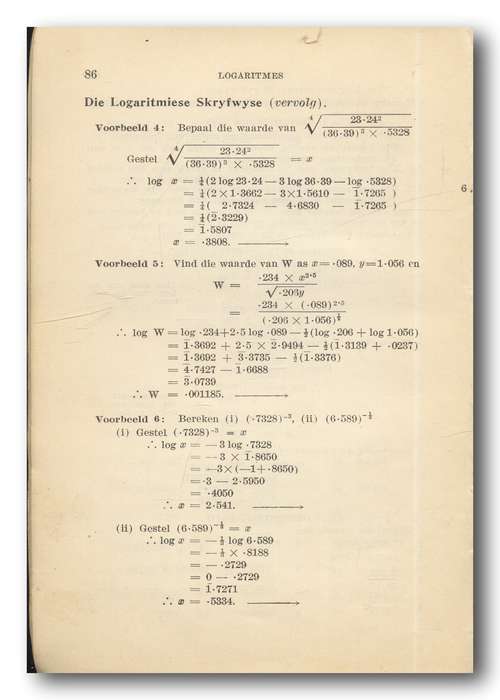 86
LOGARITMES
Die Logaritmiese Skryfwyse (vervolg).
Voorbeeld 4: Bepaal die waarde van ∜(23·24² / ((36·39)³ × ·5328))
Gestel ∜(23·24² / ((36·39)³ × ·5328)) = x
∴ log x = ¼(2 log 23·24 — 3 log 36·39 — log ·5328)
= ¼(2×1·3662 — 3×1·5610 — 1̄·7265 )
= ¼( 2·7324 — 4·6830 — 1̄·7265 )
= ¼(2̄·3229)
= 1̄·5807
x = ·3808.
6.
Voorbeeld 5: Vind die waarde van W as x=·089, y=1·056 en
W = ·234 × x²·⁵ / √(·206y)
= ·234 × (·089)²·⁵ / (·206 × 1·056)^½
∴ log W = log ·234+2·5 log ·089 — ½(log ·206 + log 1·056)
= 1̄·3692 + 2·5 × 2̄·9494 — ½(1̄·3139 + ·0237)
= 1̄·3692 + 3̄·3735 — ½(1̄·3376)
= 4̄·7427 — 1̄·6688
= 3̄·0739
∴ W = ·001185.
Voorbeeld 6: Bereken (i) (·7328)⁻³, (ii) (6·589)^-⅓
(i) Gestel (·7328)⁻³ = x
∴ log x = — 3 log ·7328
= — 3 × 1̄·8650
= —3×(—1+·8650)
= 3 — 2·5950
= ·4050
∴ x = 2·541.
(ii) Gestel (6·589)^-⅓ = x
∴ log x = — ⅓ log 6·589
= — ⅓ × ·8188
= — ·2729
= 0 — ·2729
= 1̄·7271
∴ x = ·5334.